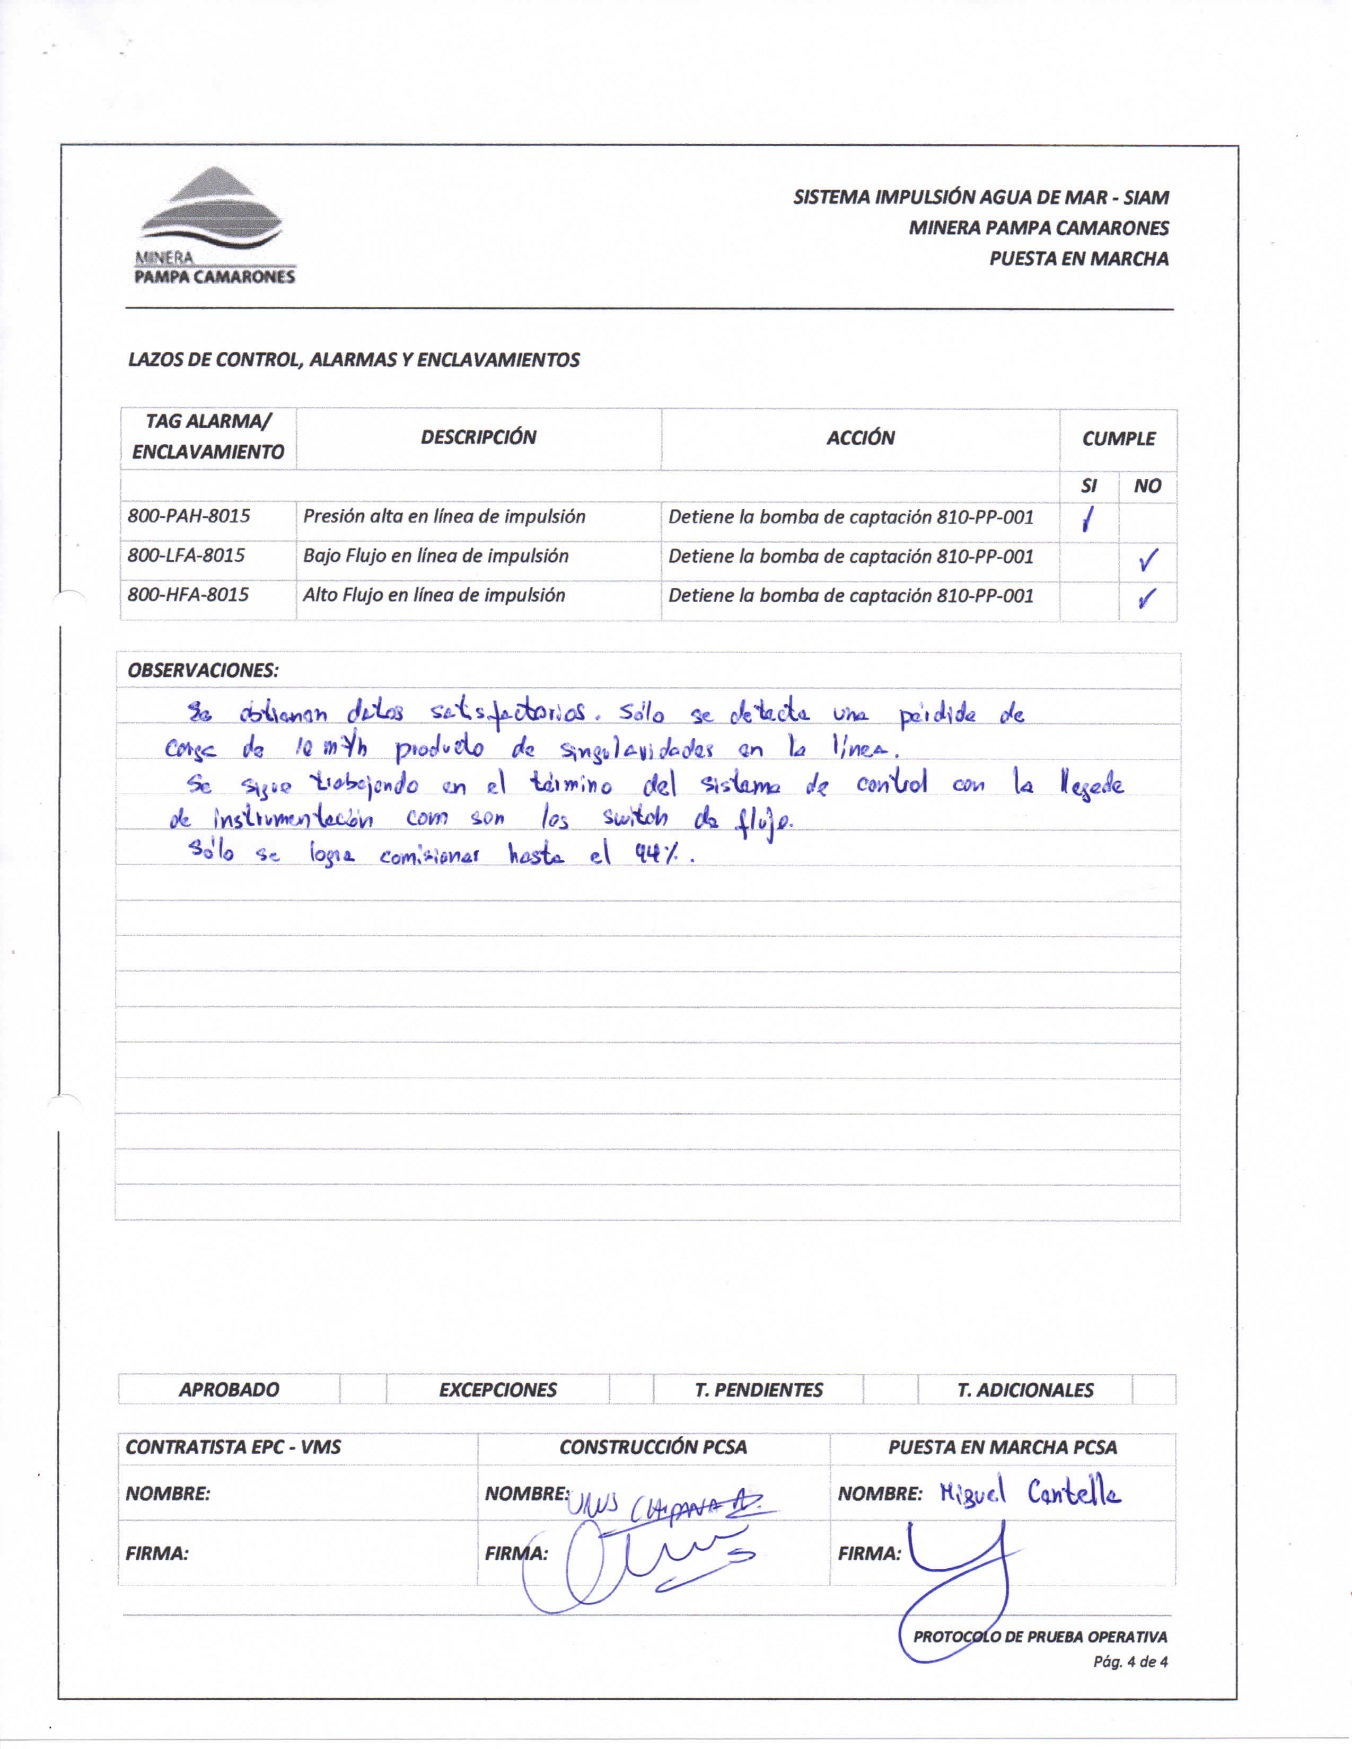 MINERA
PAMPA CAMARONES
SISTEMA IMPULSIÓN AGUA DE MAR - SIAM
MINERA PAMPA CAMARONES
PUESTA EN MARCHA
LAZOS DE CONTROL, ALARMAS Y ENCLAVAMIENTOS
TAG ALARMA/ ENCLAVAMIENTO DESCRIPCIÓN ACCIÓN CUMPLE
SI NO
800-PAH-8015 Presión alta en línea de impulsión Detiene la bomba de captación 810-PP-001 ✓
800-LFA-8015 Bajo Flujo en línea de impulsión Detiene la bomba de captación 810-PP-001 ✓
800-HFA-8015 Alto Flujo en línea de impulsión Detiene la bomba de captación 810-PP-001 ✓
OBSERVACIONES:
Se obtienen datos satisfactorios. Sólo se detecta una pérdida de
carga de 10 m³/h producto de singularidades en la línea.
Se sigue trabajando en el término del sistema de control con la llegada
de instrumentación com son los switch de flujo.
Sólo se logra comisionar hasta el 94%.
APROBADO EXCEPCIONES T. PENDIENTES T. ADICIONALES
CONTRATISTA EPC - VMS CONSTRUCCIÓN PCSA PUESTA EN MARCHA PCSA
NOMBRE: NOMBRE: CHIPANA A. NOMBRE: Miguel Cantella
FIRMA: FIRMA: FIRMA:
PROTOCOLO DE PRUEBA OPERATIVA
Pág. 4 de 4